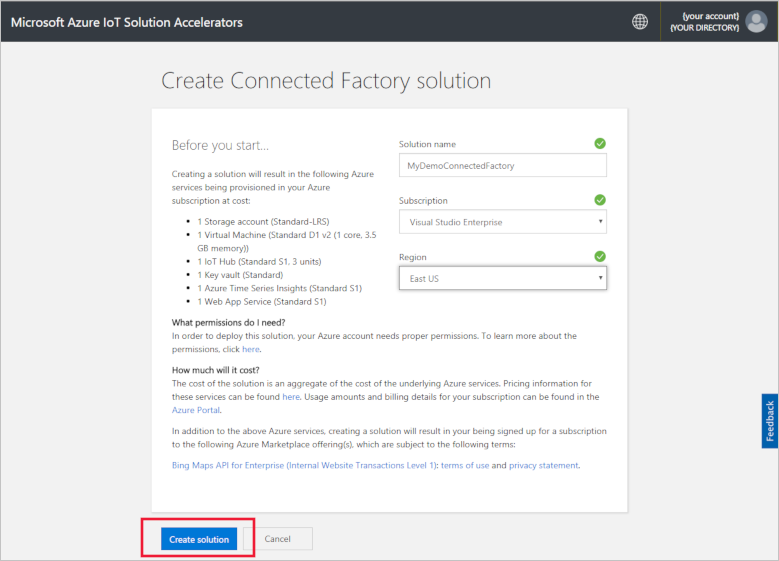 Microsoft Azure IoT Solution Accelerators
{your account}
{YOUR DIRECTORY}
Create Connected Factory solution
Before you start...
Creating a solution will result in the following Azure
services being provisioned in your Azure
subscription at cost:
• 1 Storage account (Standard-LRS)
• 1 Virtual Machine (Standard D1 v2 (1 core, 3.5
GB memory))
• 1 IoT Hub (Standard S1, 3 units)
• 1 Key vault (Standard)
• 1 Azure Time Series Insights (Standard S1)
• 1 Web App Service (Standard S1)
Solution name
MyDemoConnectedFactory
Subscription
Visual Studio Enterprise
Region
East US
What permissions do I need?
In order to deploy this solution, your Azure account needs proper permissions. To learn more about the
permissions, click here.
How much will it cost?
The cost of the solution is an aggregate of the cost of the underlying Azure services. Pricing information for
these services can be found here. Usage amounts and billing details for your subscription can be found in the
Azure Portal.
In addition to the above Azure services, creating a solution will result in your being signed up for a subscription
to the following Azure Marketplace offering(s), which are subject to the following terms:
Bing Maps API for Enterprise (Internal Website Transactions Level 1): terms of use and privacy statement.
Feedback
Create solution
Cancel